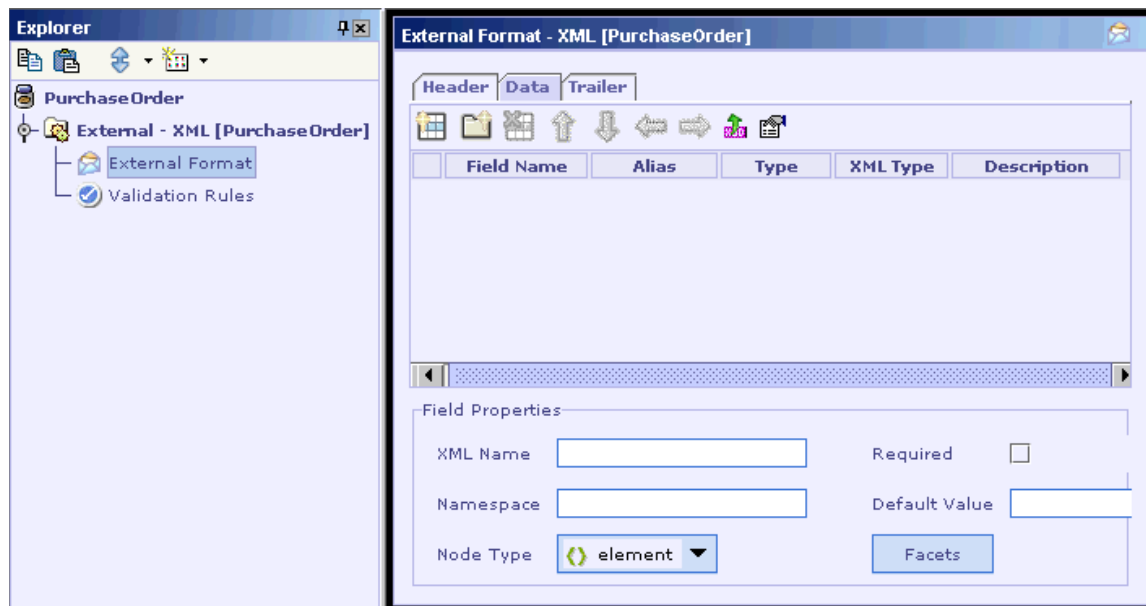 Explorer
PurchaseOrder
External - XML [PurchaseOrder]
External Format
Validation Rules
External Format - XML [PurchaseOrder]
Header Data Trailer
Field Name Alias Type XML Type Description
Field Properties
XML Name Required
Namespace Default Value
Node Type element Facets